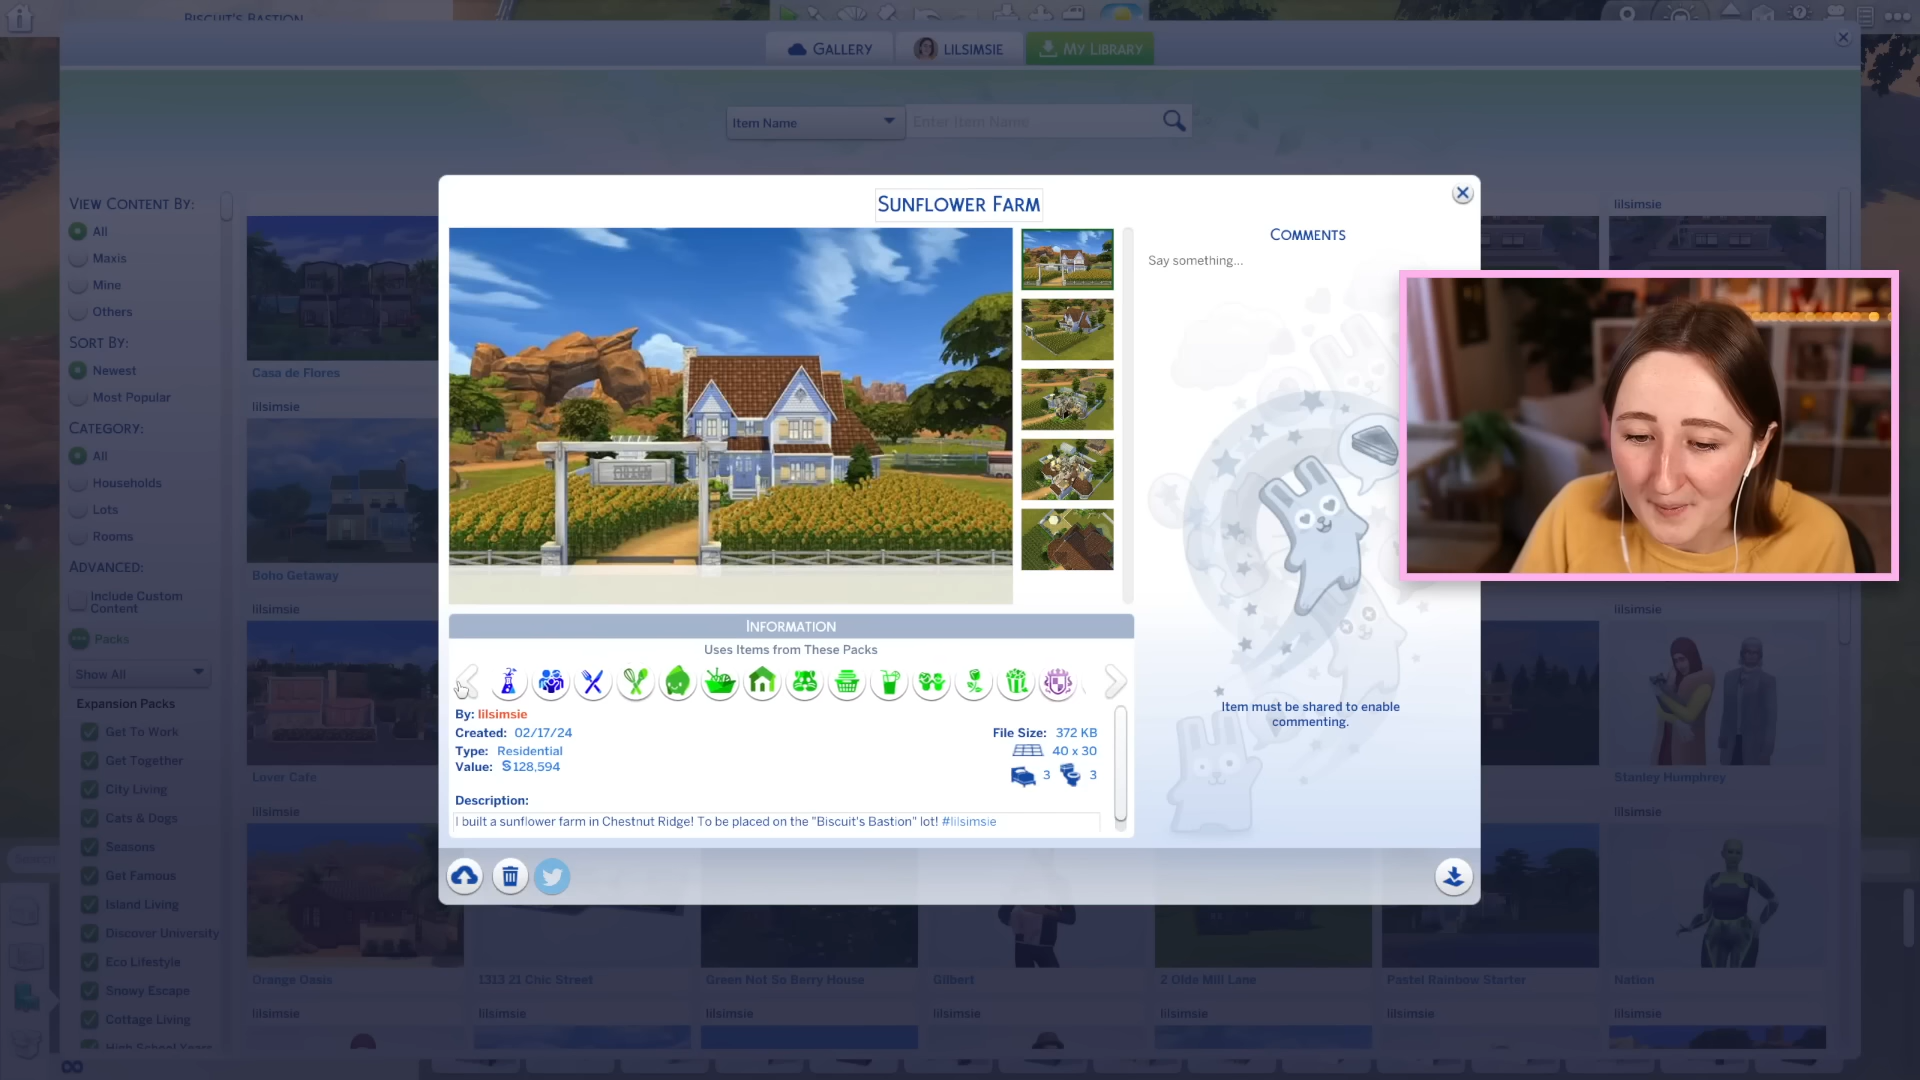 BISCUIT'S BASTION
GALLERY
LILSIMSIE
MY LIBRARY
Item Name
Enter Item Name...
VIEW CONTENT BY:
All
Maxis
Mine
Others
SORT BY:
Newest
Most Popular
CATEGORY:
All
Households
Lots
Rooms
ADVANCED:
Include Custom
Content
Packs
Show All
Expansion Packs
Get To Work
Get Together
City Living
Cats & Dogs
Seasons
Get Famous
Island Living
Discover University
Eco Lifestyle
Snowy Escape
Cottage Living
High School Years
Search
Casa de Flores
lilsimsie
Boho Getaway
lilsimsie
Lover Cafe
lilsimsie
Orange Oasis
lilsimsie
SUNFLOWER FARM
INFORMATION
Uses Items from These Packs
By: lilsimsie
Created: 02/17/24
Type: Residential
Value: §128,594
File Size: 372 KB
40 x 30
3 3
Description:
I built a sunflower farm in Chestnut Ridge! To be placed on the "Biscuit's Bastion" lot! #lilsimsie
COMMENTS
Say something...
Item must be shared to enable
commenting.
lilsimsie
lilsimsie
Stanley Humphrey
lilsimsie
1313 21 Chic Street
Green Not So Berry House
Gilbert
2 Olde Mill Lane
Pastel Rainbow Starter
Nation
lilsimsie
lilsimsie
lilsimsie
lilsimsie
lilsimsie
lilsimsie